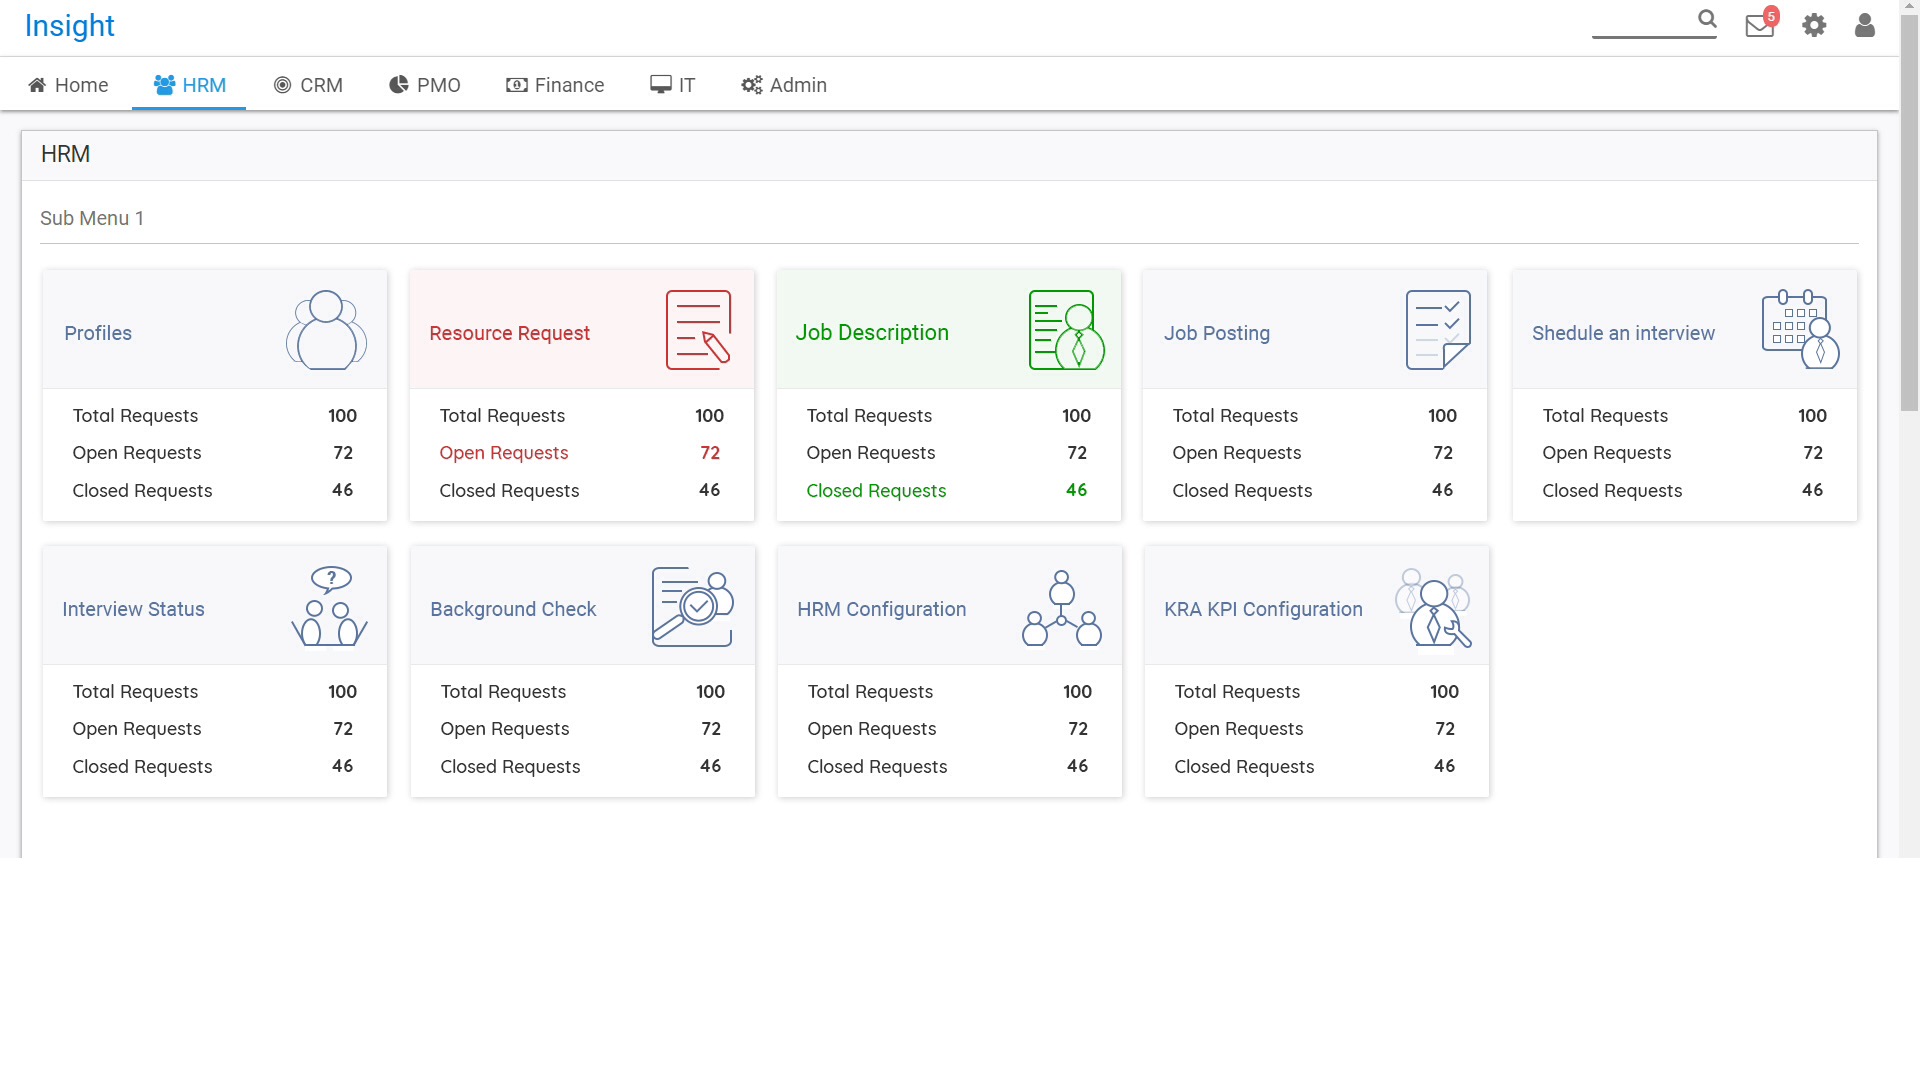 Insight
5
Home HRM CRM PMO Finance IT Admin
HRM
Sub Menu 1
Profiles
Total Requests 100
Open Requests 72
Closed Requests 46
Resource Request
Total Requests 100
Open Requests 72
Closed Requests 46
Job Description
Total Requests 100
Open Requests 72
Closed Requests 46
Job Posting
Total Requests 100
Open Requests 72
Closed Requests 46
Shedule an interview
Total Requests 100
Open Requests 72
Closed Requests 46
Interview Status
?
Total Requests 100
Open Requests 72
Closed Requests 46
Background Check
Total Requests 100
Open Requests 72
Closed Requests 46
HRM Configuration
Total Requests 100
Open Requests 72
Closed Requests 46
KRA KPI Configuration
Total Requests 100
Open Requests 72
Closed Requests 46